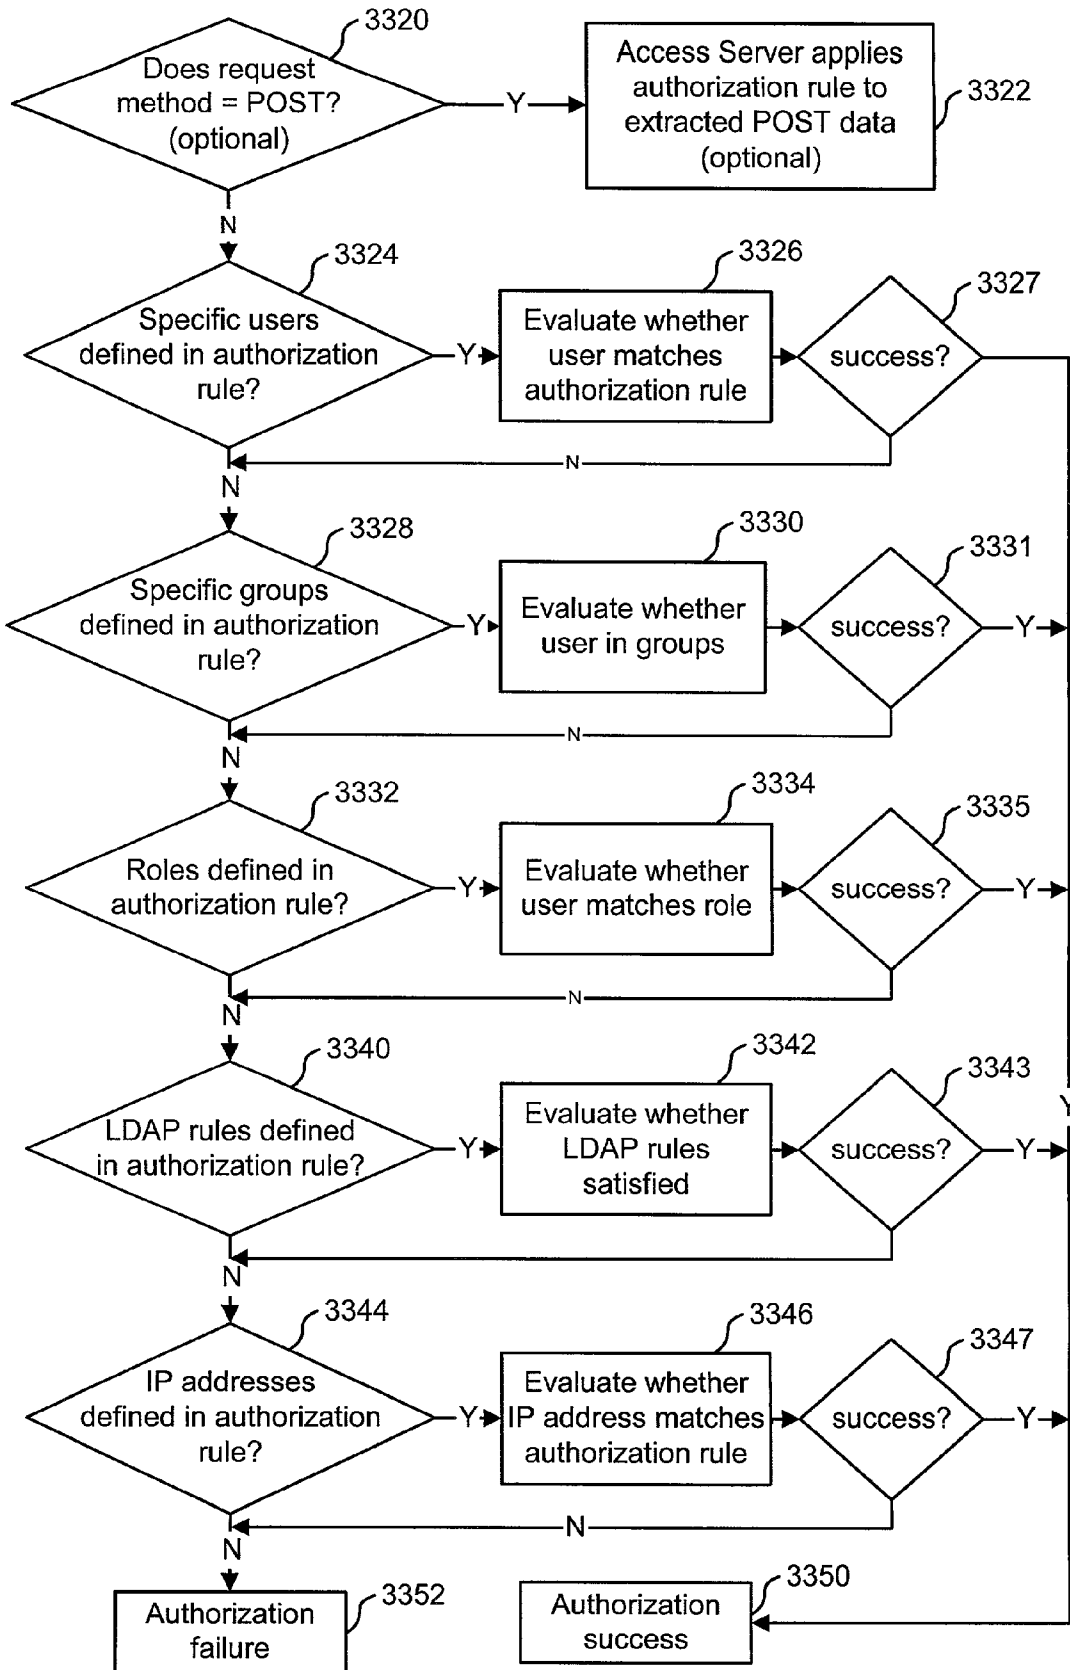 3320
Does request
method = POST?
(optional)
Y
Access Server applies
authorization rule to
extracted POST data
(optional)
3322
N
3324
Specific users
defined in authorization
rule?
Y
3326
Evaluate whether
user matches
authorization rule
3327
success?
N
N
3328
Specific groups
defined in authorization
rule?
Y
3330
Evaluate whether
user in groups
3331
success?
Y
N
N
3332
Roles defined in
authorization rule?
Y
3334
Evaluate whether
user matches role
3335
success?
Y
N
N
3340
LDAP rules defined
in authorization rule?
Y
3342
Evaluate whether
LDAP rules
satisfied
3343
success?
Y
Y
N
3344
IP addresses
defined in authorization
rule?
Y
3346
Evaluate whether
IP address matches
authorization rule
3347
success?
Y
N
N
3352
Authorization
failure
3350
Authorization
success